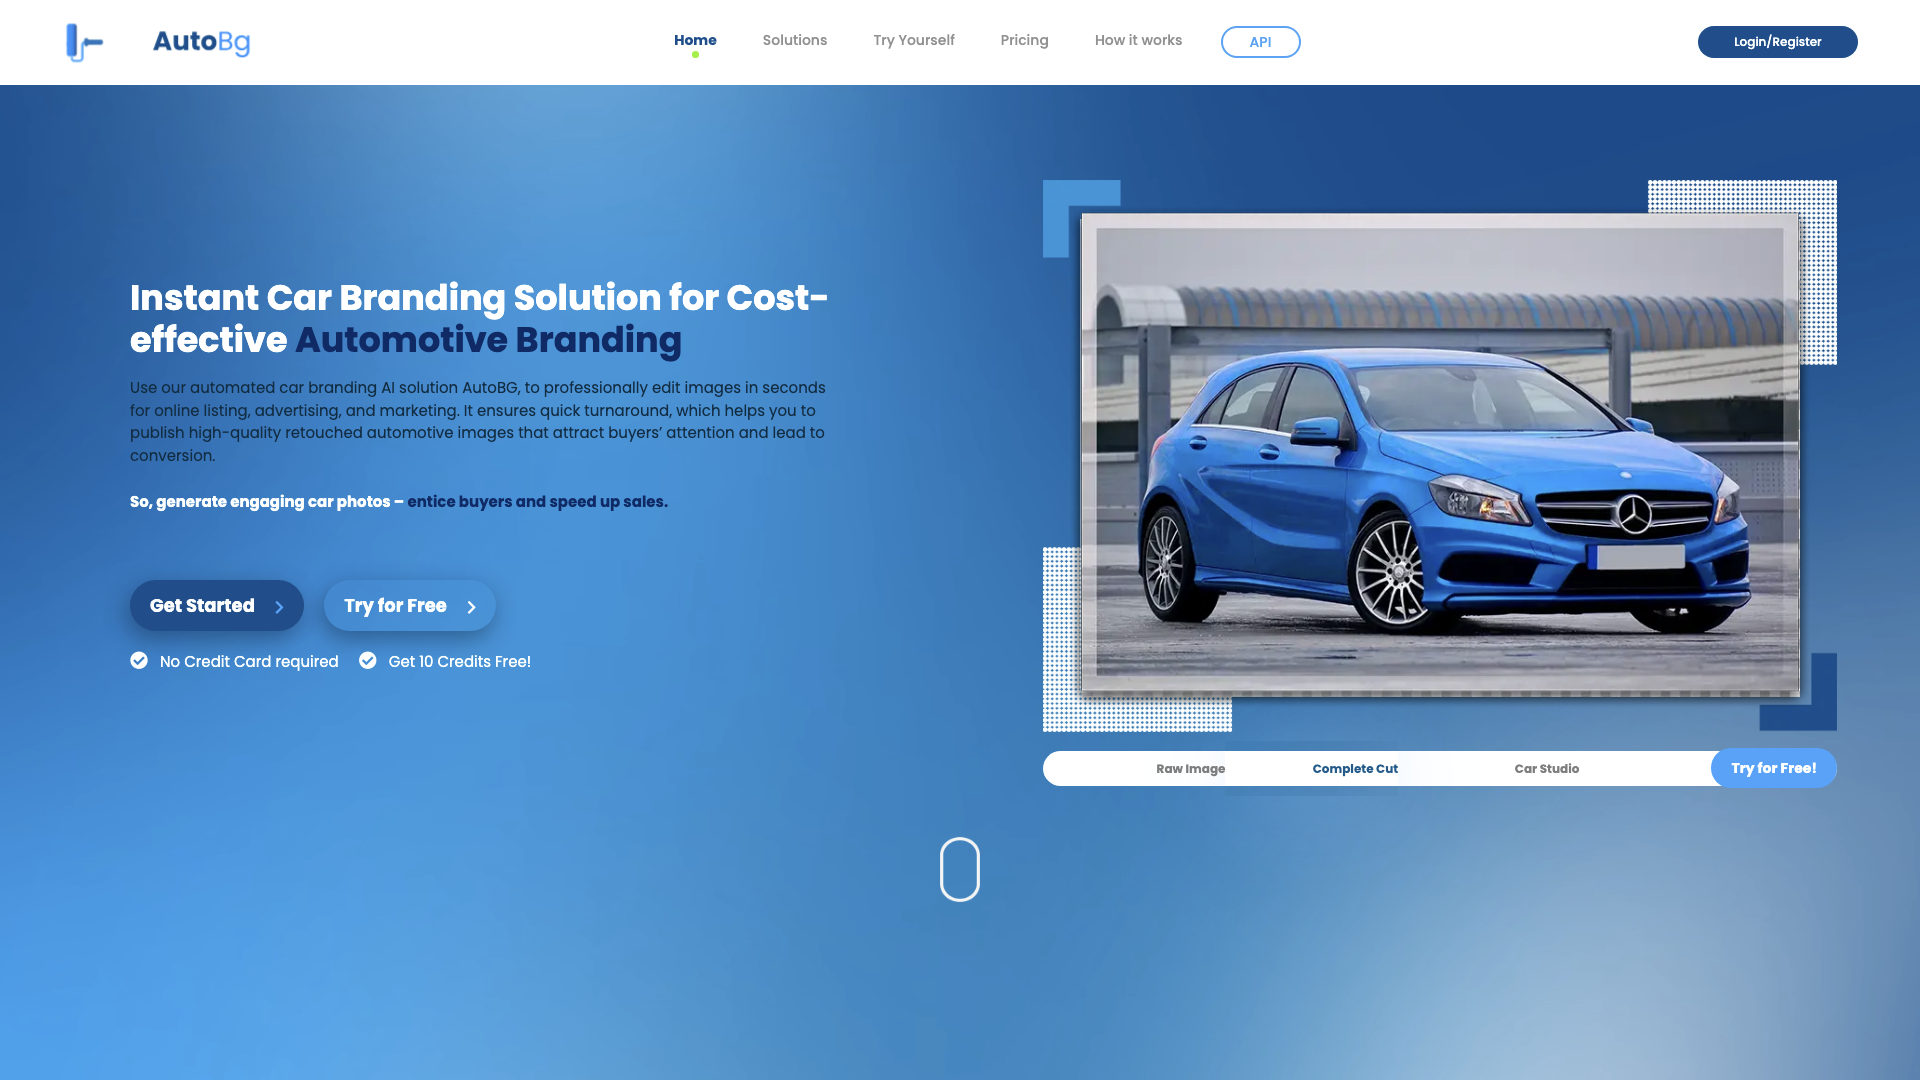 AutoBg
Home
Solutions
Try Yourself
Pricing
How it works
API
Login/Register
Instant Car Branding Solution for Cost-
effective Automotive Branding
Use our automated car branding AI solution AutoBG, to professionally edit images in seconds
for online listing, advertising, and marketing. It ensures quick turnaround, which helps you to
publish high-quality retouched automotive images that attract buyers’ attention and lead to
conversion.
So, generate engaging car photos – entice buyers and speed up sales.
Get Started
Try for Free
No Credit Card required
Get 10 Credits Free!
Raw Image
Complete Cut
Car Studio
Try for Free!